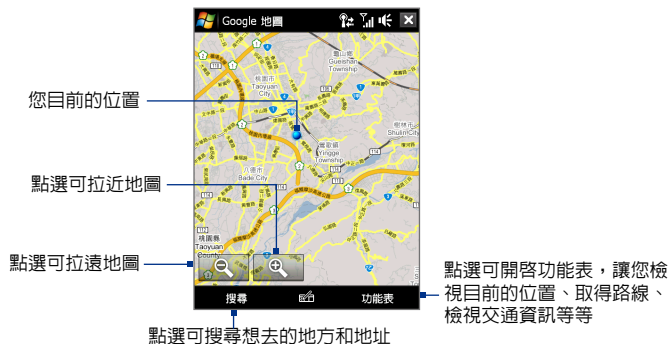 Google 地圖
龜山鄉
Gueishan
Township
桃園市
Taoyuan
City
樹林市
Shulin City
鶯歌鎮
Yingge
Township
八德市
Bade City
桃園縣
Taoyuan
County
搜尋
功能表
您目前的位置
點選可拉近地圖
點選可拉遠地圖
點選可開啓功能表，讓您檢
視目前的位置、取得路線、
檢視交通資訊等等
點選可搜尋想去的地方和地址